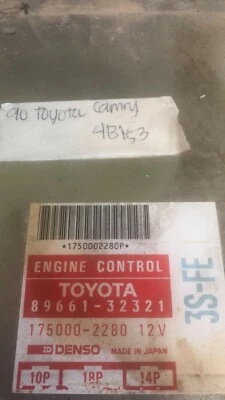 '90 TOYOTA Camry
4B153
*1750002280P*
ENGINE CONTROL
TOYOTA
89661-32321
175000-2280 12V
DENSO MADE IN JAPAN
10P 18P 14P
3S-FE